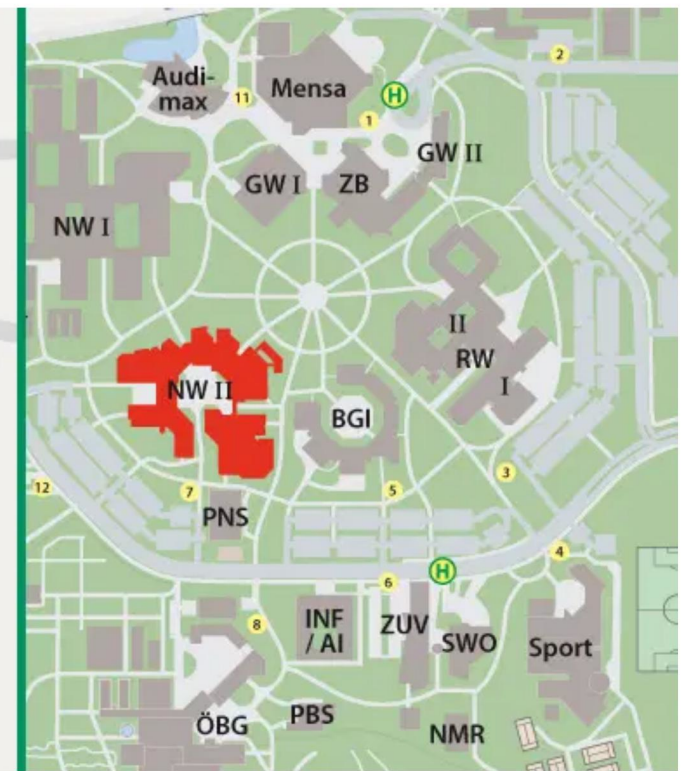 2
Audi-
max
11
Mensa
H
1
GW II
GW I
ZB
NW I
II
RW
I
NW II
BGI
3
12
7
5
PNS
4
H
6
8
INF
/ AI
ZUV
SWO
Sport
ÖBG
PBS
NMR